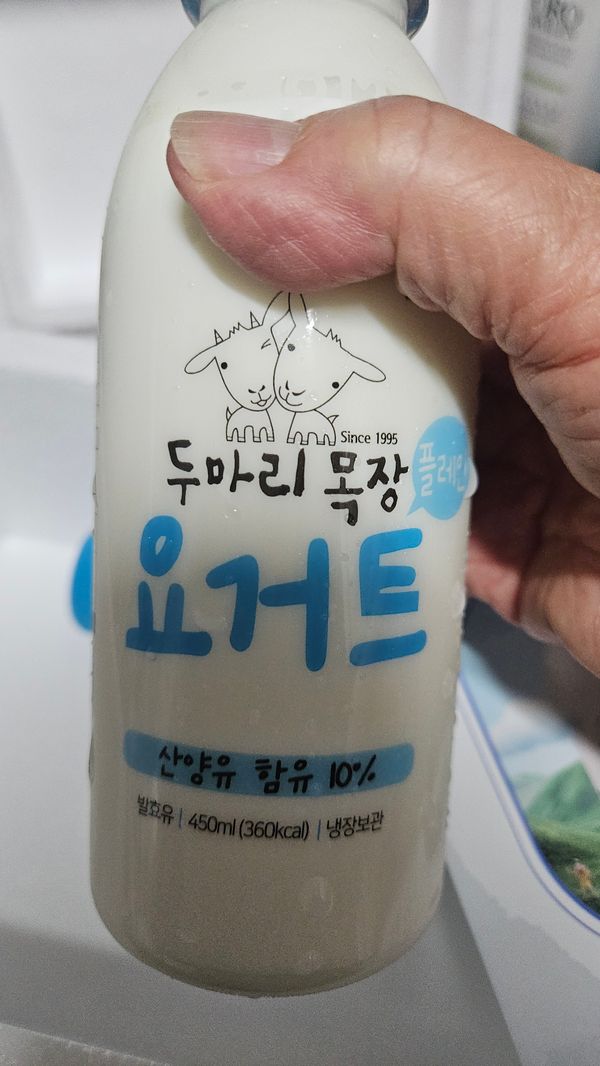 Since 1995
두마리 목장
플레인
요거트
산양유 함유 10%
발효유 | 450ml (360kcal) | 냉장보관